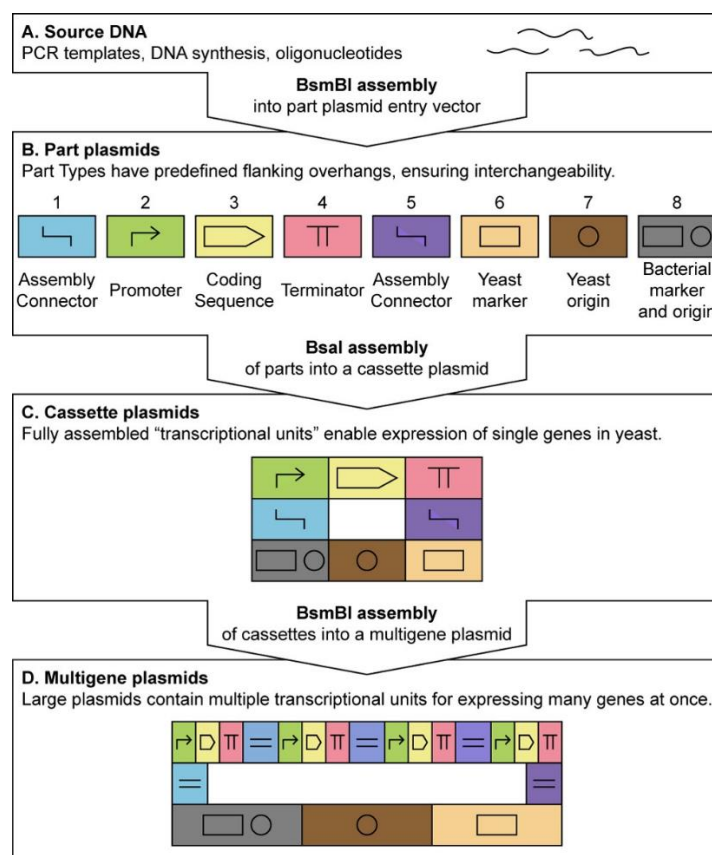 A. Source DNA
PCR templates, DNA synthesis, oligonucleotides
BsmBI assembly
into part plasmid entry vector
B. Part plasmids
Part Types have predefined flanking overhangs, ensuring interchangeability.
1 2 3 4 5 6 7 8
Assembly Connector
Promoter
Coding Sequence
Terminator
Assembly Connector
Yeast marker
Yeast origin
Bacterial marker and origin
BsaI assembly
of parts into a cassette plasmid
C. Cassette plasmids
Fully assembled “transcriptional units” enable expression of single genes in yeast.
BsmBI assembly
of cassettes into a multigene plasmid
D. Multigene plasmids
Large plasmids contain multiple transcriptional units for expressing many genes at once.